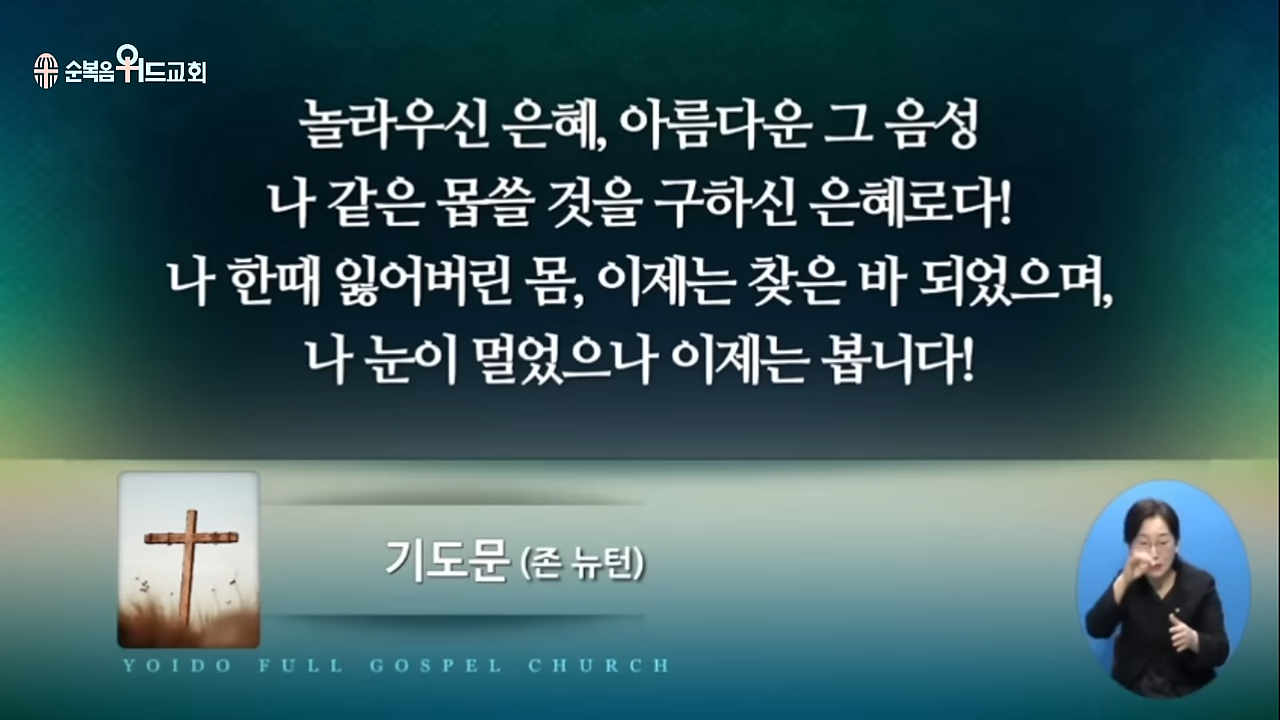 순복음워드교회
놀라우신 은혜, 아름다운 그 음성
나 같은 몹쓸 것을 구하신 은혜로다!
나 한때 잃어버린 몸, 이제는 찾은 바 되었으며,
나 눈이 멀었으나 이제는 봅니다!
기도문 (존 뉴턴)
YOIDO FULL GOSPEL CHURCH